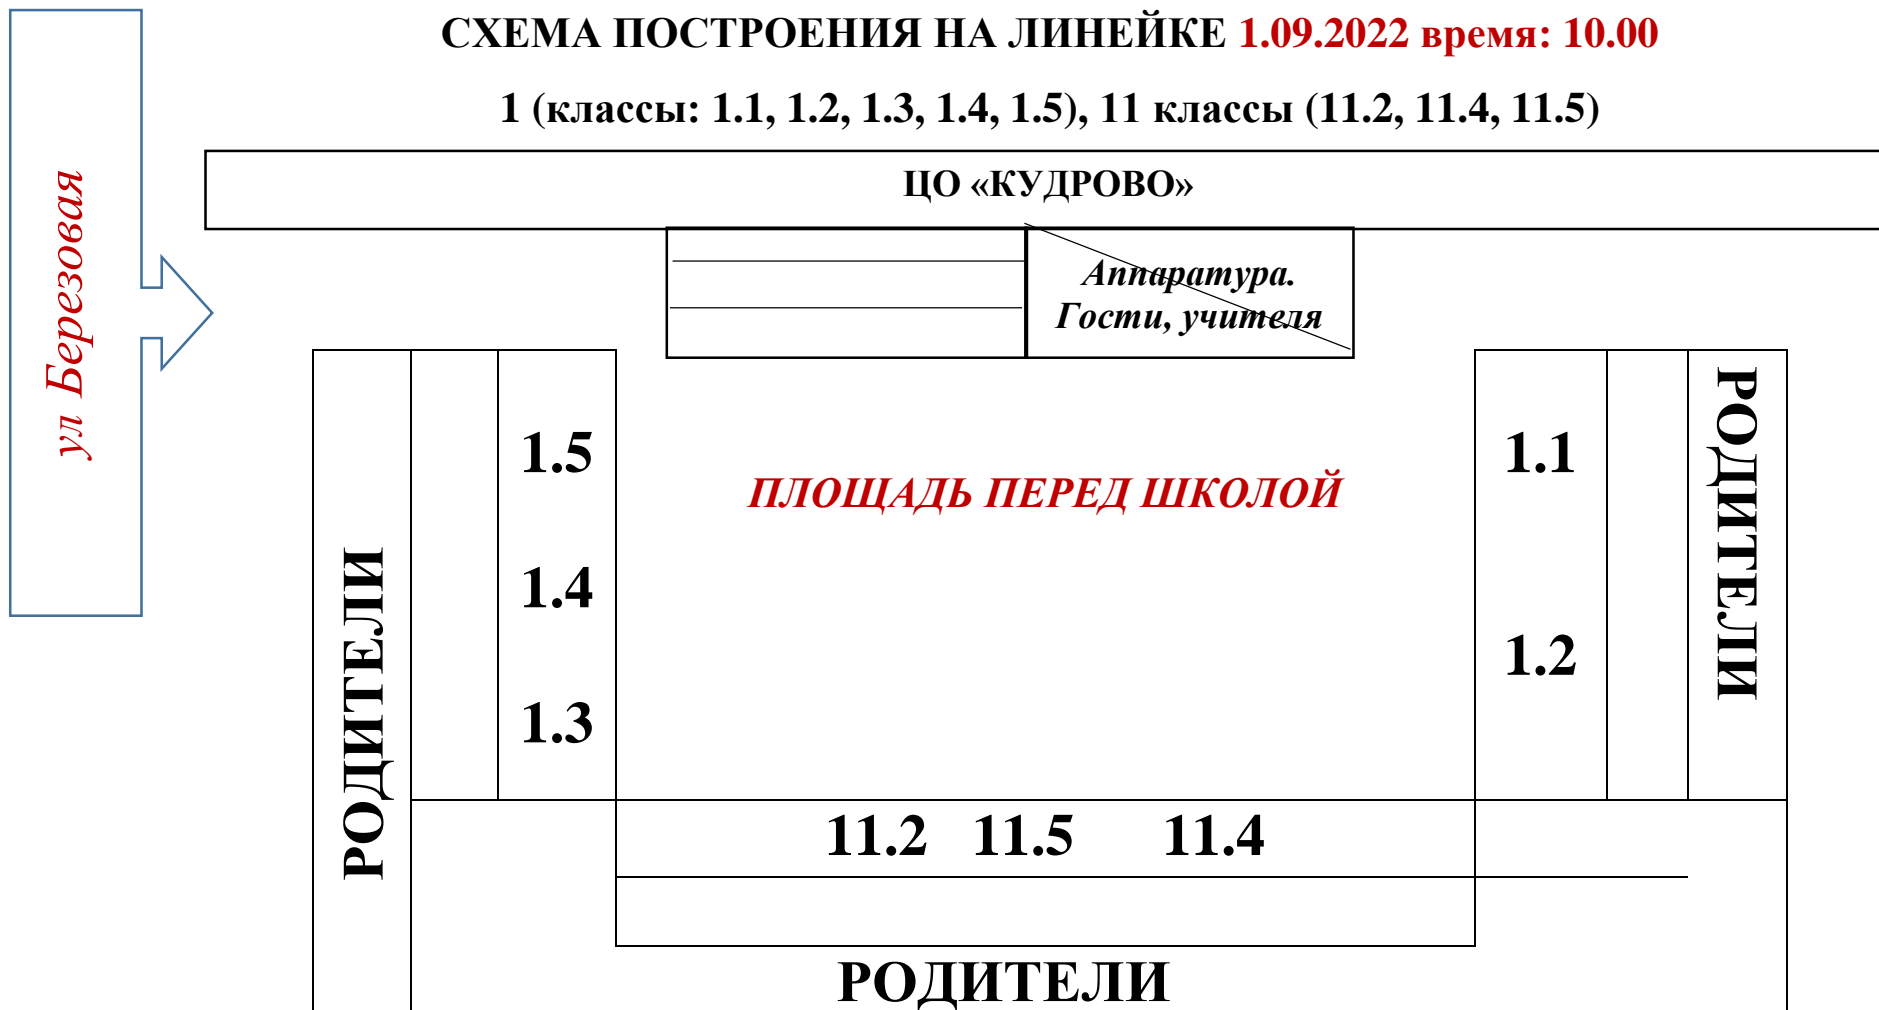 СХЕМА ПОСТРОЕНИЯ НА ЛИНЕЙКЕ 1.09.2022 время: 10.00
1 (классы: 1.1, 1.2, 1.3, 1.4, 1.5), 11 классы (11.2, 11.4, 11.5)
ул Березовая
ЦО «КУДРОВО»
Аппаратура.
Гости, учителя
РОДИТЕЛИ
1.5
1.4
1.3
ПЛОЩАДЬ ПЕРЕД ШКОЛОЙ
1.1
1.2
РОДИТЕЛИ
11.2 11.5 11.4
РОДИТЕЛИ